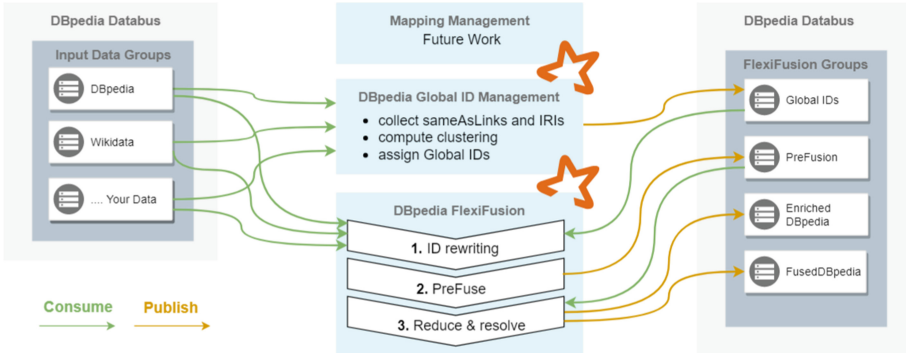 DBpedia Databus
Input Data Groups
DBpedia
Wikidata
.... Your Data
Consume
Publish
Mapping Management
Future Work
DBpedia Global ID Management
• collect sameAsLinks and IRIs
• compute clustering
• assign Global IDs
DBpedia FlexiFusion
1. ID rewriting
2. PreFuse
3. Reduce & resolve
DBpedia Databus
FlexiFusion Groups
Global IDs
PreFusion
Enriched
DBpedia
FusedDBpedia